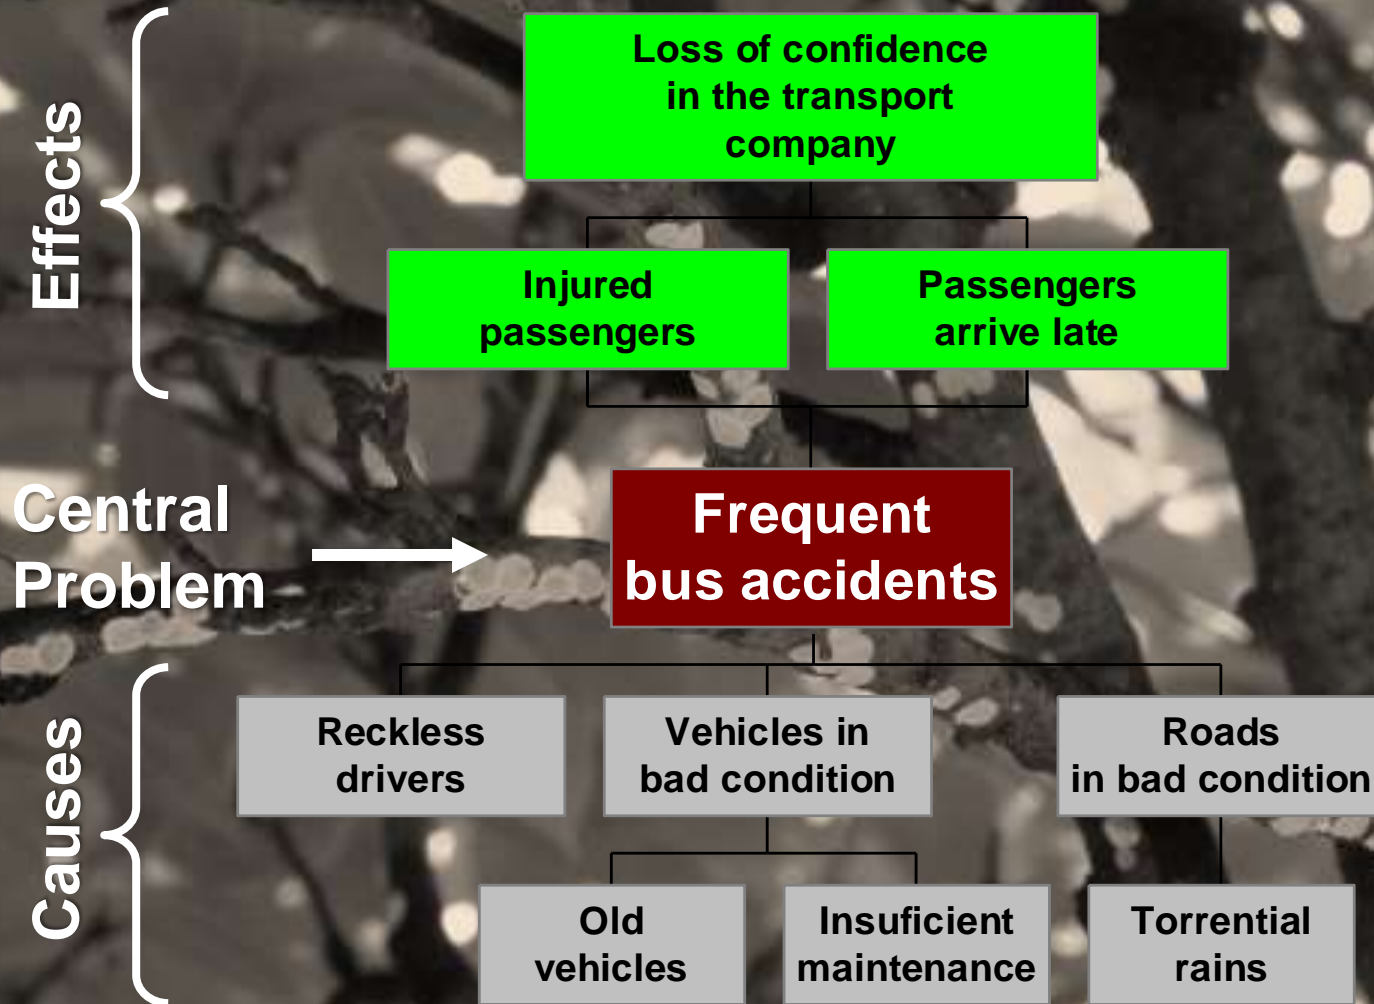 Effects
Loss of confidence
in the transport
company
Injured
passengers
Passengers
arrive late
Central
Problem
Frequent
bus accidents
Causes
Reckless
drivers
Vehicles in
bad condition
Roads
in bad condition
Old
vehicles
Insuficient
maintenance
Torrential
rains